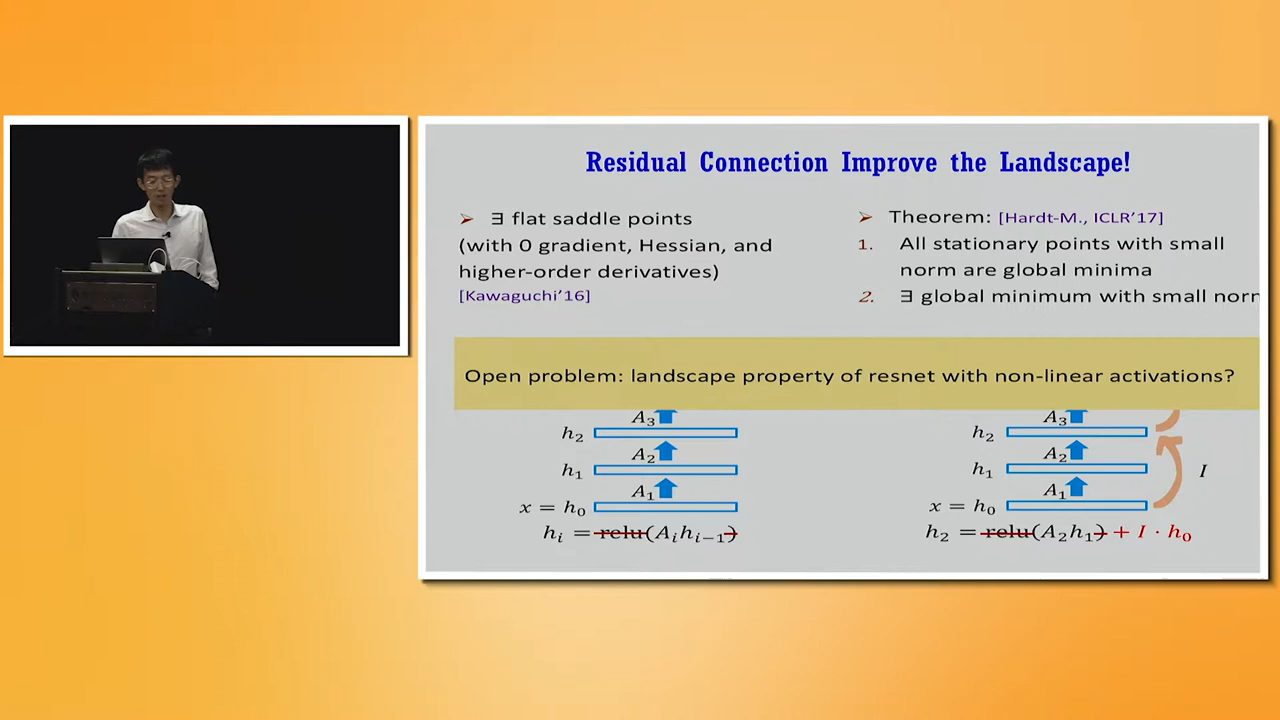 Residual Connection Improve the Landscape!
➢ ∃ flat saddle points
(with 0 gradient, Hessian, and
higher-order derivatives)
[Kawaguchi’16]
➢ Theorem: [Hardt-M., ICLR’17]
1. All stationary points with small
norm are global minima
2. ∃ global minimum with small norn
Open problem: landscape property of resnet with non-linear activations?
A₃
h₂
A₂
h₁
A₁
x = h₀
hᵢ = relu(Aᵢhᵢ₋₁)
A₃
h₂
A₂
h₁
I
A₁
x = h₀
h₂ = relu(A₂h₁) + I · h₀